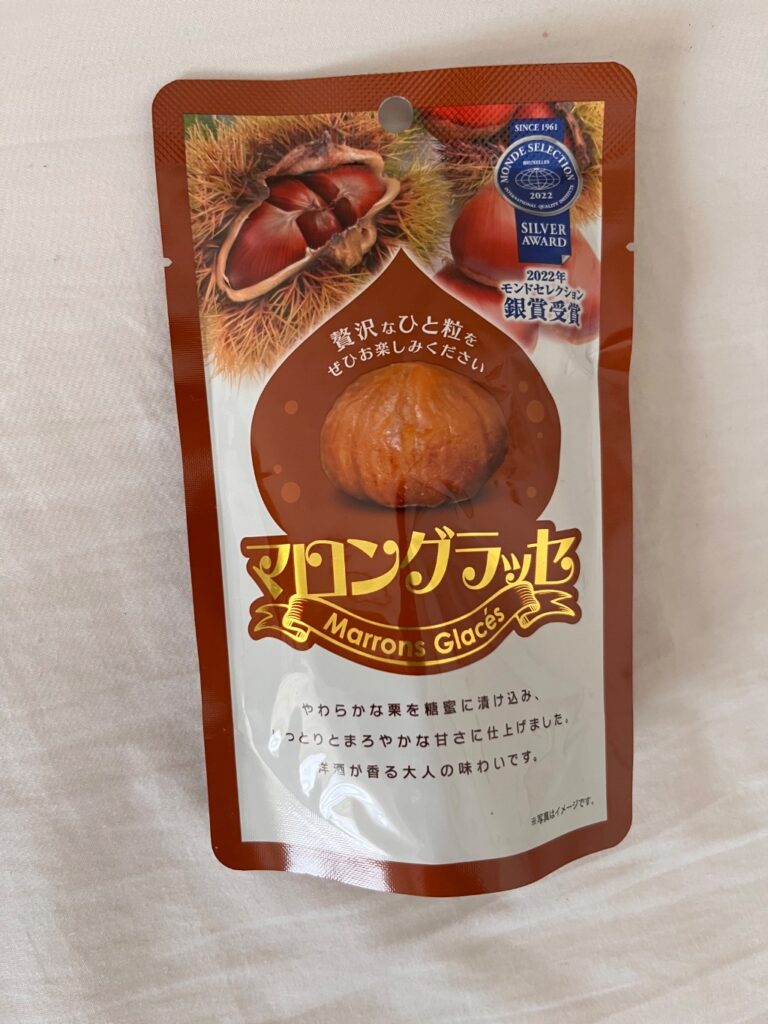 SINCE 1961
MONDE SELECTION
BRUXELLES
INTERNATIONAL QUALITY INSTITUTE
2022
SILVER
AWARD
2022年
モンドセレクション
銀賞受賞
贅沢なひと粒を
ぜひお楽しみください
マロングラッセ
Marrons Glacés
やわらかな栗を糖蜜に漬け込み、
しっとりとまろやかな甘さに仕上げました。
洋酒が香る大人の味わいです。
※写真はイメージです。